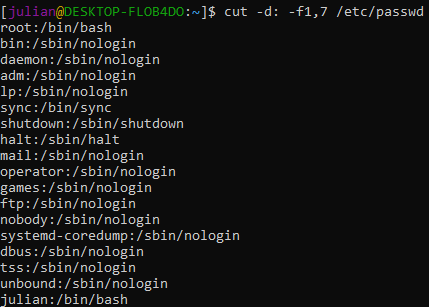 [julian@DESKTOP-FLOB4DO:~]$ cut -d: -f1,7 /etc/passwd
root:/bin/bash
bin:/sbin/nologin
daemon:/sbin/nologin
adm:/sbin/nologin
lp:/sbin/nologin
sync:/bin/sync
shutdown:/sbin/shutdown
halt:/sbin/halt
mail:/sbin/nologin
operator:/sbin/nologin
games:/sbin/nologin
ftp:/sbin/nologin
nobody:/sbin/nologin
systemd-coredump:/sbin/nologin
dbus:/sbin/nologin
tss:/sbin/nologin
unbound:/sbin/nologin
julian:/bin/bash